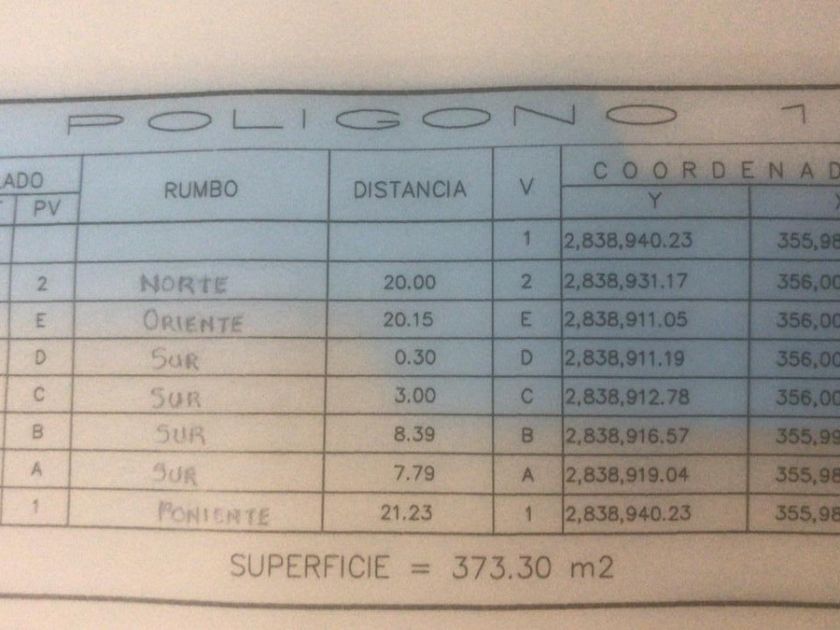 POLIGONO 1
LADO RUMBO DISTANCIA V COORDENAD
PV Y X
1 2,838,940.23 355,98
2 NORTE 20.00 2 2,838,931.17 356,00
E ORIENTE 20.15 E 2,838,911.05 356,00
D SUR 0.30 D 2,838,911.19 356,00
C SUR 3.00 C 2,838,912.78 356,00
B SUR 8.39 B 2,838,916.57 355,99
A SUR 7.79 A 2,838,919.04 355,98
1 PONIENTE 21.23 1 2,838,940.23 355,98
SUPERFICIE = 373.30 m2